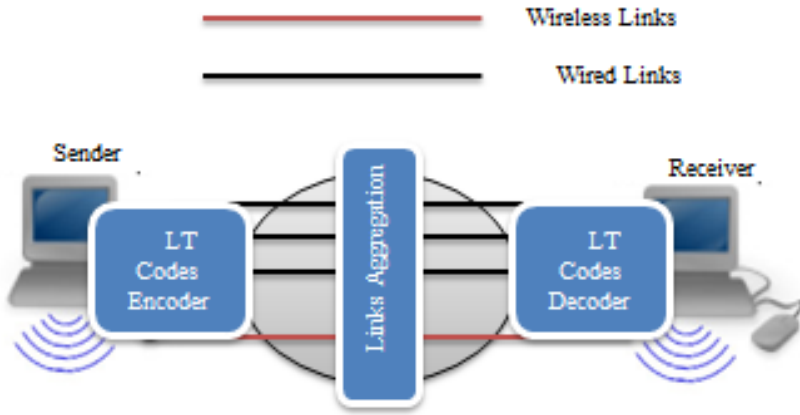 Wireless Links
Wired Links
Sender
Receiver
LT
Codes
Encoder
Links Aggregation
LT
Codes
Decoder